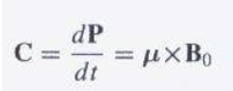 C = dP/dt = μ×B₀